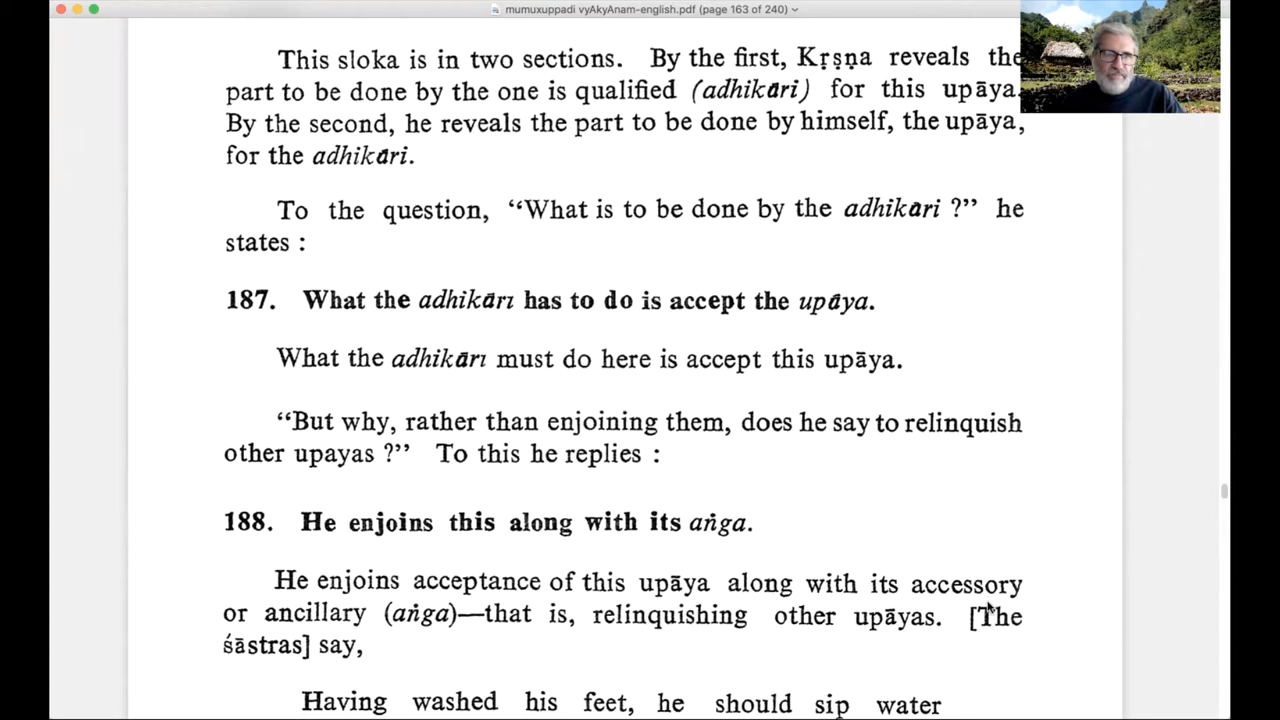 mumuxuppadi vyAkyAnam-english.pdf (page 163 of 240)
This sloka is in two sections. By the first, Kṛṣṇa reveals the
part to be done by the one is qualified (adhikāri) for this upāya.
By the second, he reveals the part to be done by himself, the upāya,
for the adhikāri.
To the question, “What is to be done by the adhikāri ?” he
states :
187. What the adhikārı has to do is accept the upāya.
What the adhikārı must do here is accept this upāya.
“But why, rather than enjoining them, does he say to relinquish
other upayas ?” To this he replies :
188. He enjoins this along with its aṅga.
He enjoins acceptance of this upāya along with its accessory
or ancillary (aṅga)—that is, relinquishing other upāyas. [The
śāstras] say,
Having washed his feet, he should sip water